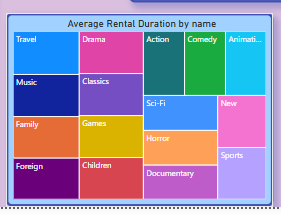 Average Rental Duration by name
Travel
Drama
Action
Comedy
Animati...
Music
Classics
Sci-Fi
New
Family
Games
Horror
Sports
Foreign
Children
Documentary